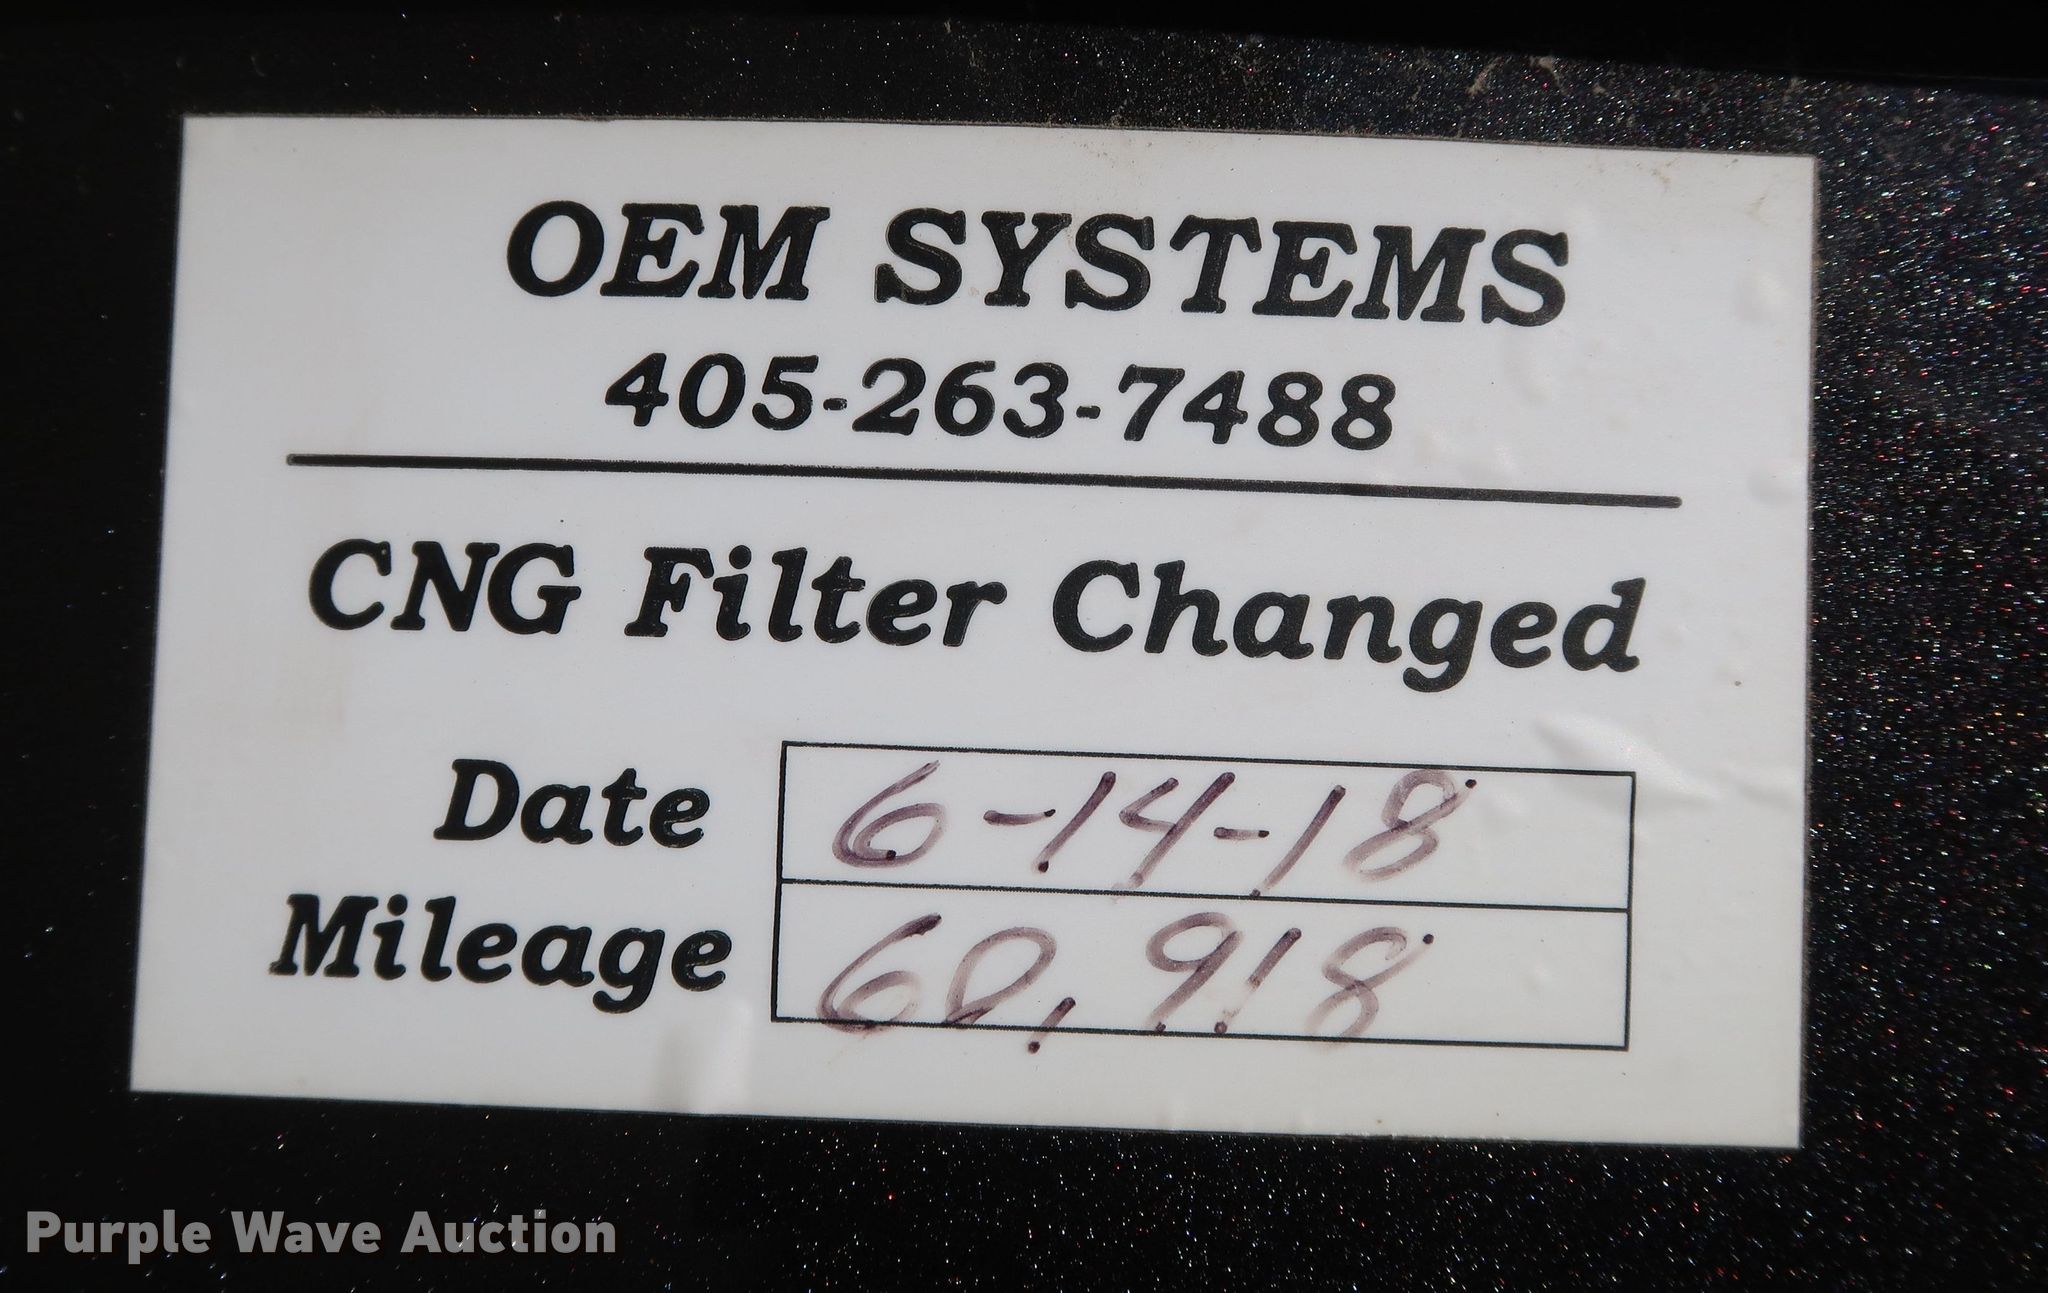 OEM SYSTEMS
405-263-7488
CNG Filter Changed
Date 6-14-18
Mileage 60,918
Purple Wave Auction